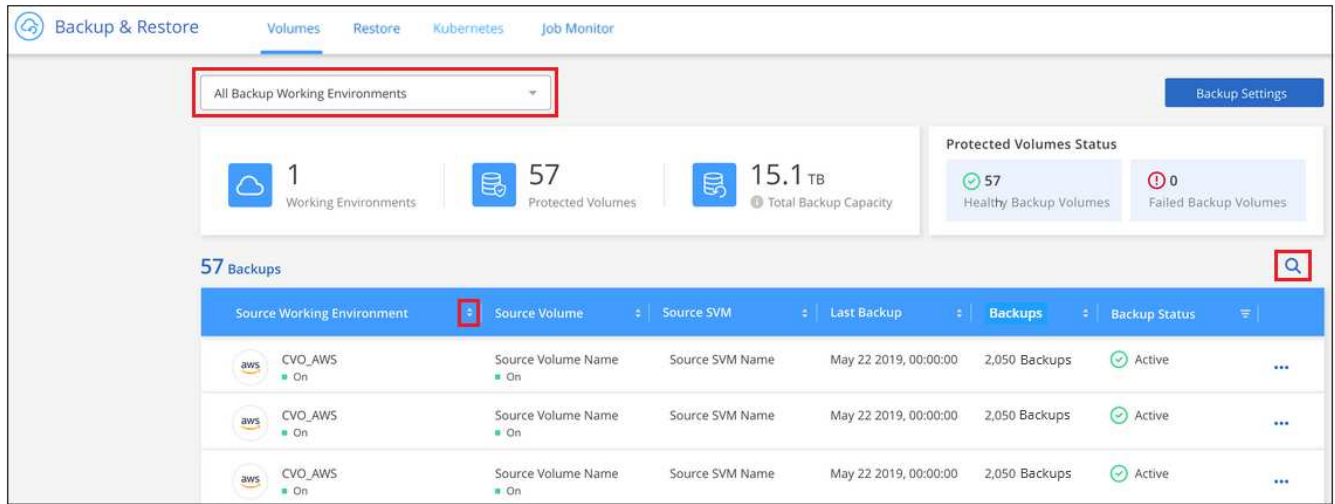 Backup & Restore Volumes Restore Kubernetes Job Monitor
All Backup Working Environments Backup Settings
Protected Volumes Status
1 57 15.1 TB 57 0
Working Environments Protected Volumes Total Backup Capacity Healthy Backup Volumes Failed Backup Volumes
57 Backups
Source Working Environment Source Volume Source SVM Last Backup Backups Backup Status
aws CVO_AWS Source Volume Name Source SVM Name May 22 2019, 00:00:00 2,050 Backups Active
On On
aws CVO_AWS Source Volume Name Source SVM Name May 22 2019, 00:00:00 2,050 Backups Active
On On
aws CVO_AWS Source Volume Name Source SVM Name May 22 2019, 00:00:00 2,050 Backups Active
On On